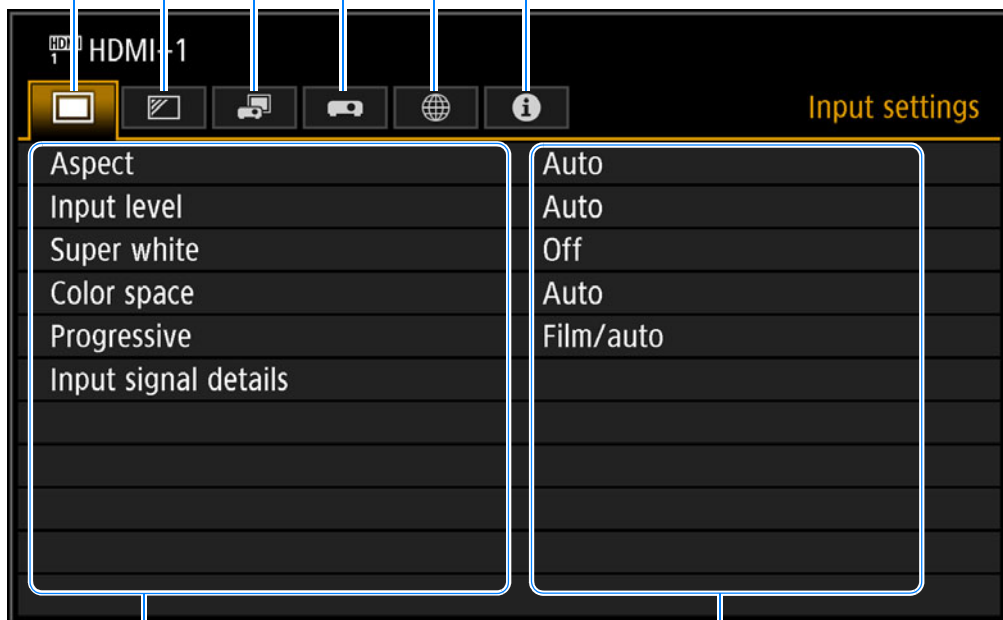 HDMI 1 HDMI-1
Input settings
Aspect Auto
Input level Auto
Super white Off
Color space Auto
Progressive Film/auto
Input signal details